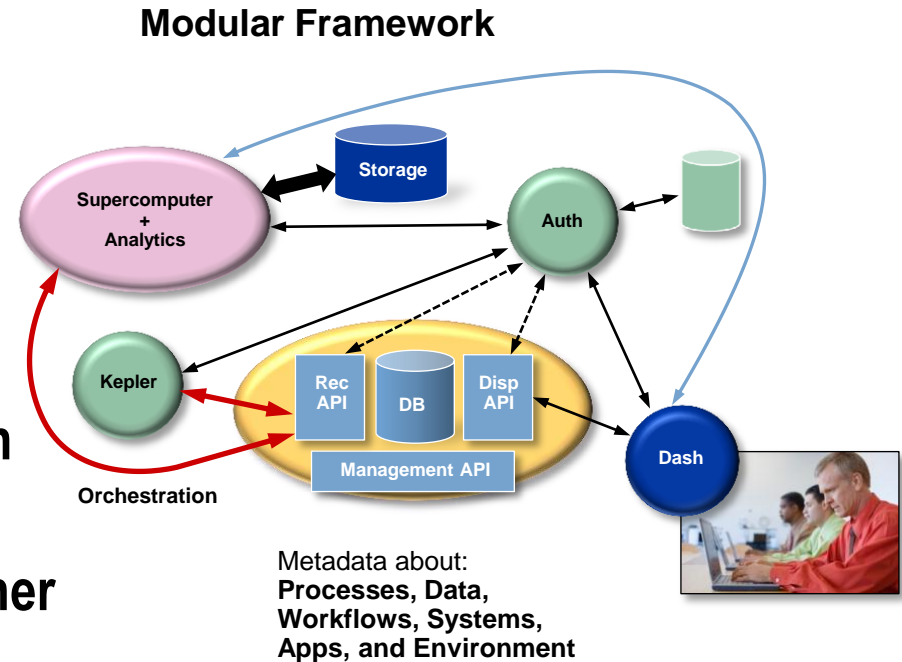 Modular Framework
Storage
Supercomputer
+
Analytics
Auth
Kepler
Rec
API
DB
Disp
API
Management API
Dash
Orchestration
Metadata about:
Processes, Data,
Workflows, Systems,
Apps, and Environment